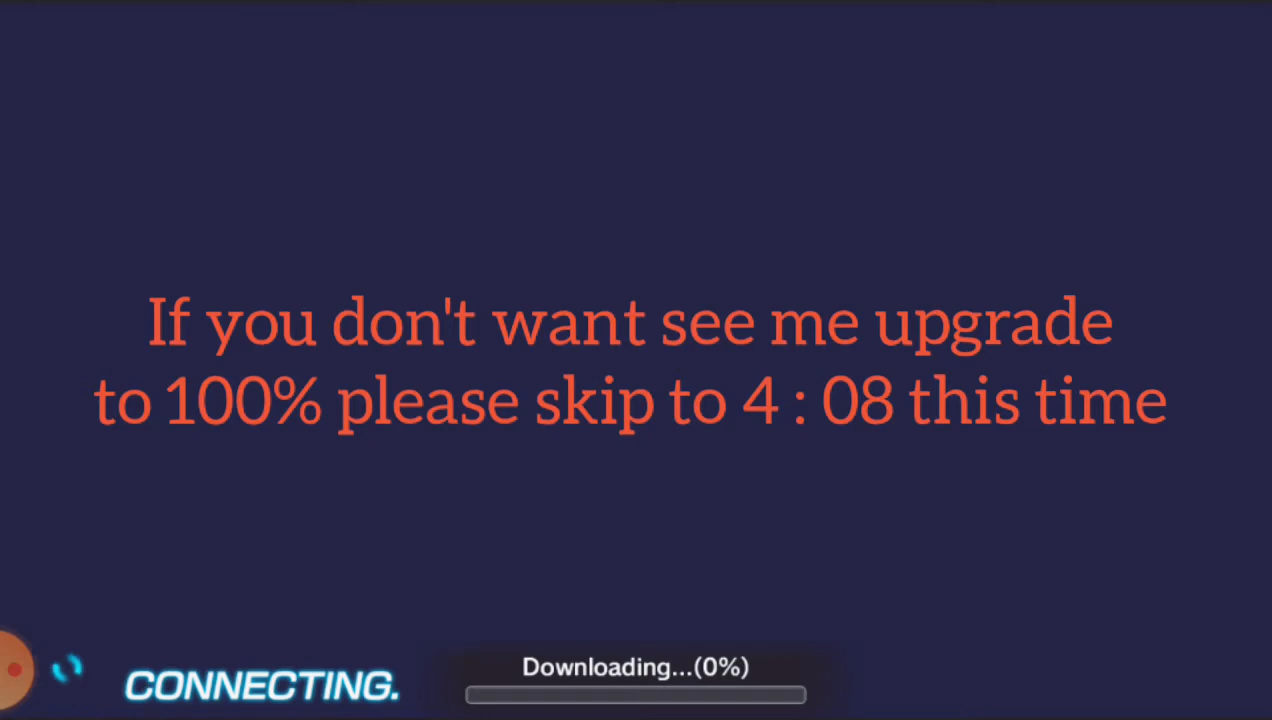 If you don't want see me upgrade
to 100% please skip to 4 : 08 this time
Downloading...(0%)
CONNECTING.